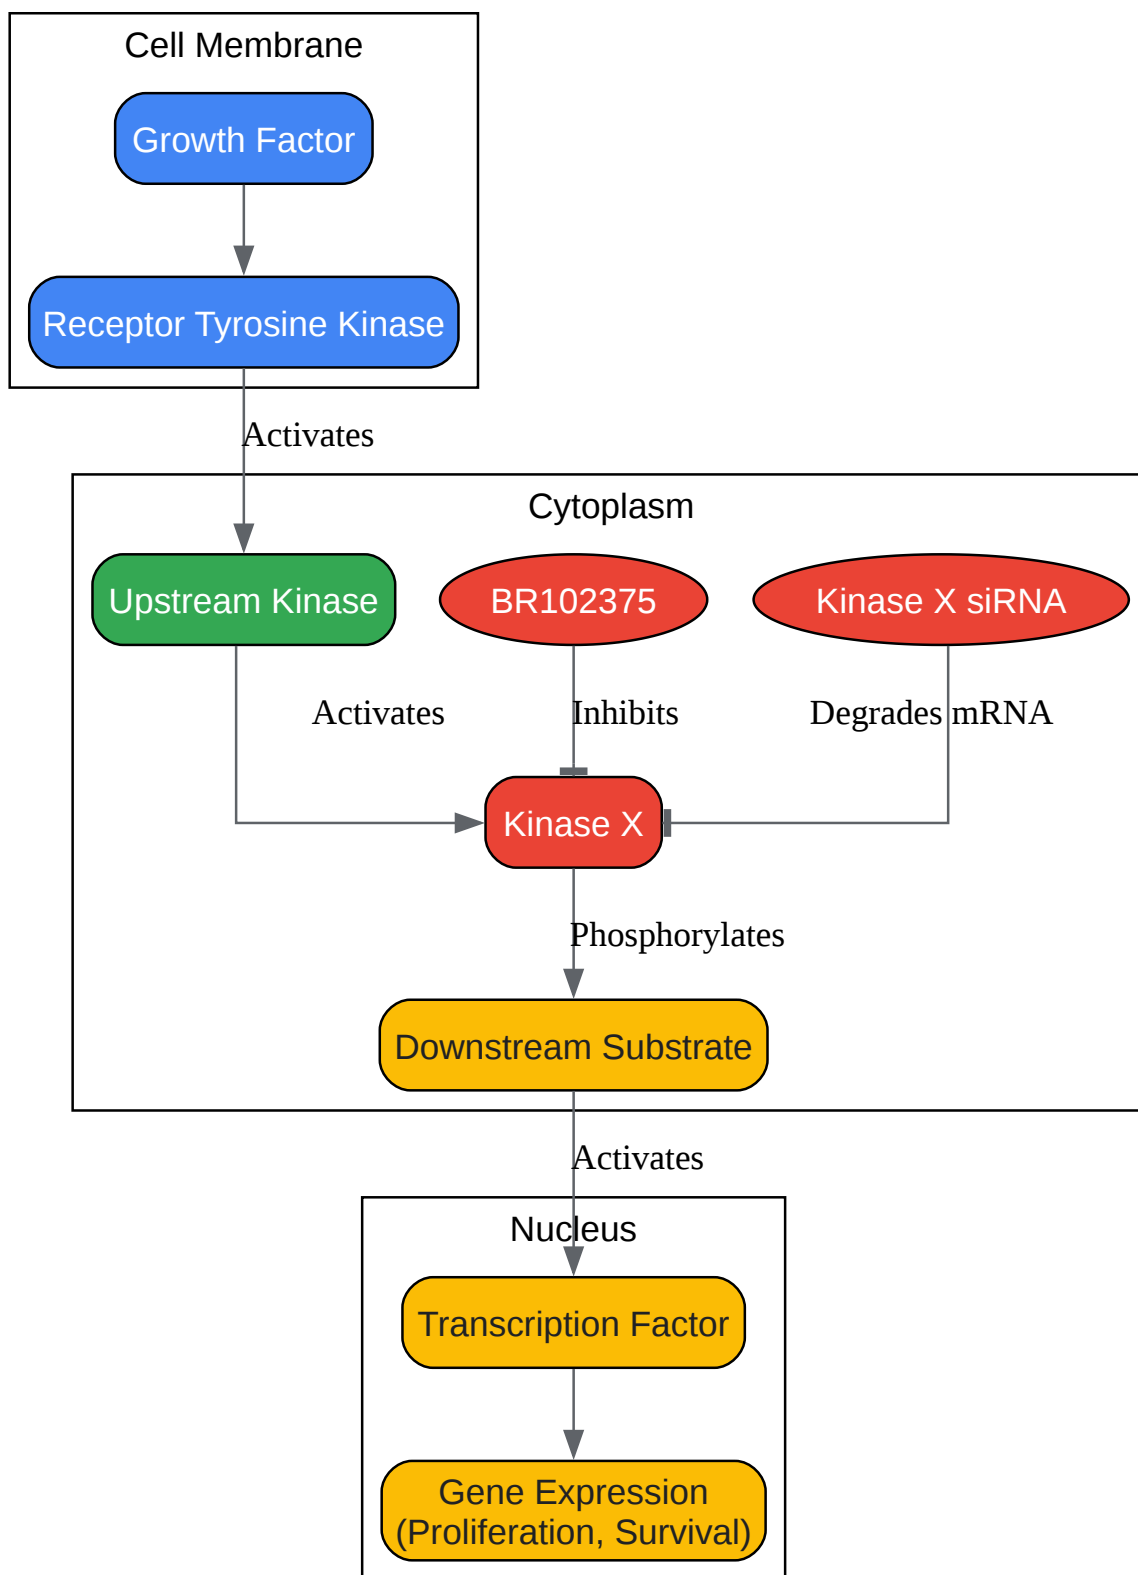 Cell Membrane
Growth Factor
Receptor Tyrosine Kinase
Activates
Cytoplasm
Upstream Kinase
BR102375
Kinase X siRNA
Activates
Inhibits
Degrades mRNA
Kinase X
Phosphorylates
Downstream Substrate
Activates
Nucleus
Transcription Factor
Gene Expression
(Proliferation, Survival)